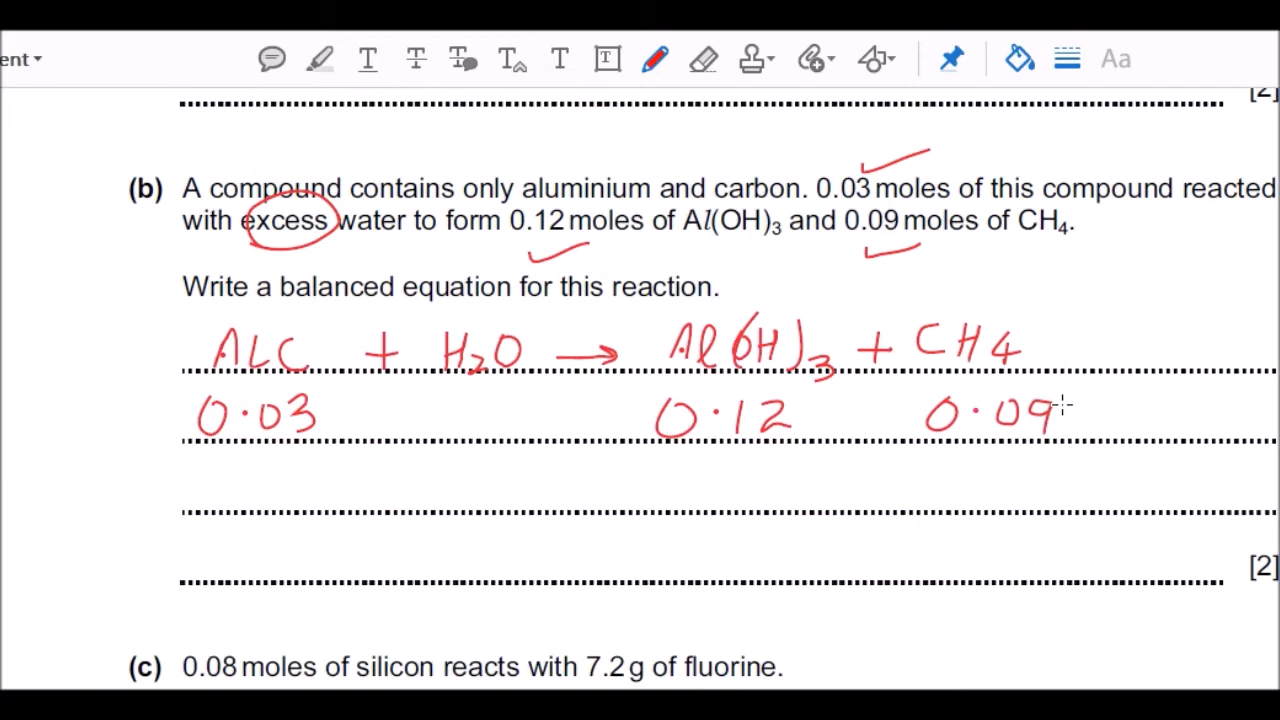 ent
T T T T T T Aa
[2]
(b) A compound contains only aluminium and carbon. 0.03 moles of this compound reacted
with excess water to form 0.12 moles of Al(OH)₃ and 0.09 moles of CH₄.
Write a balanced equation for this reaction.
ALC + H₂O → Al(OH)₃ + CH₄
0.03 0.12 0.09
[2]
(c) 0.08 moles of silicon reacts with 7.2 g of fluorine.